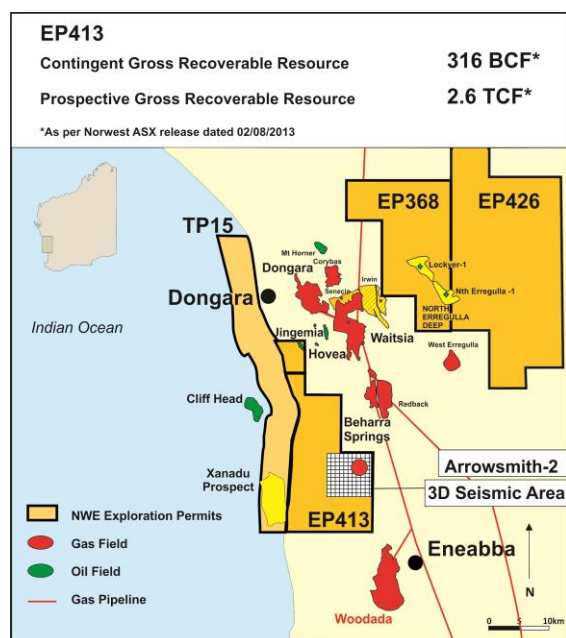 EP413
Contingent Gross Recoverable Resource 316 BCF*
Prospective Gross Recoverable Resource 2.6 TCF*
*As per Norwest ASX release dated 02/08/2013
EP368
EP426
TP15
Mt Horner
Corybas
Dongara
Lockyer-1
Irwin
Senecio
Dongara
Nth Erregulla -1
Indian Ocean
NORTH
ERREGULLA
DEEP
Jingemia
Waitsia
Hovea
West Erregulla
Cliff Head
Redback
Beharra
Springs
Arrowsmith-2
Xanadu
Prospect
3D Seismic Area
NWE Exploration Permits
EP413
Gas Field
Eneabba
Oil Field
Gas Pipeline
N
Woodada
0 5 10km